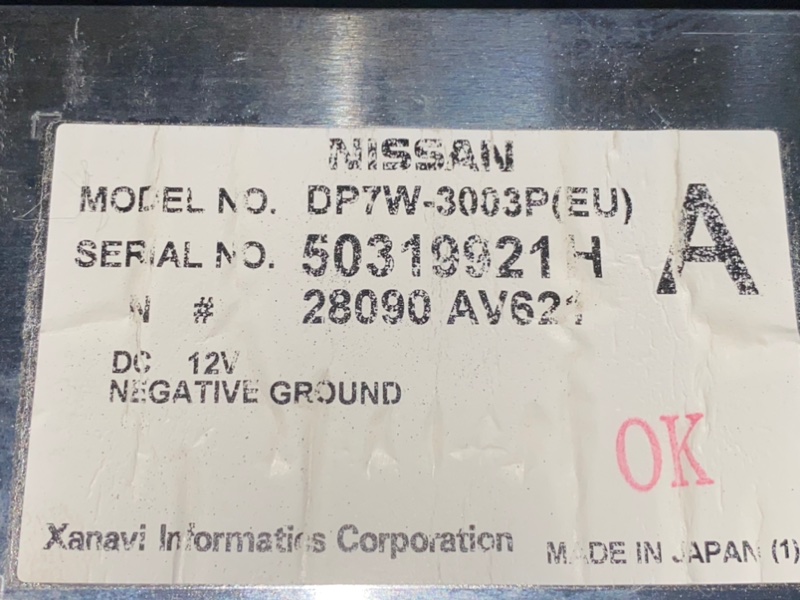 NISSAN
MODEL NO. DP7W-3003P(EU)
SERIAL NO. 50319921H
A
N # 28090 AV621
DC 12V
NEGATIVE GROUND
OK
Xanavi Informatics Corporation
MADE IN JAPAN (1)